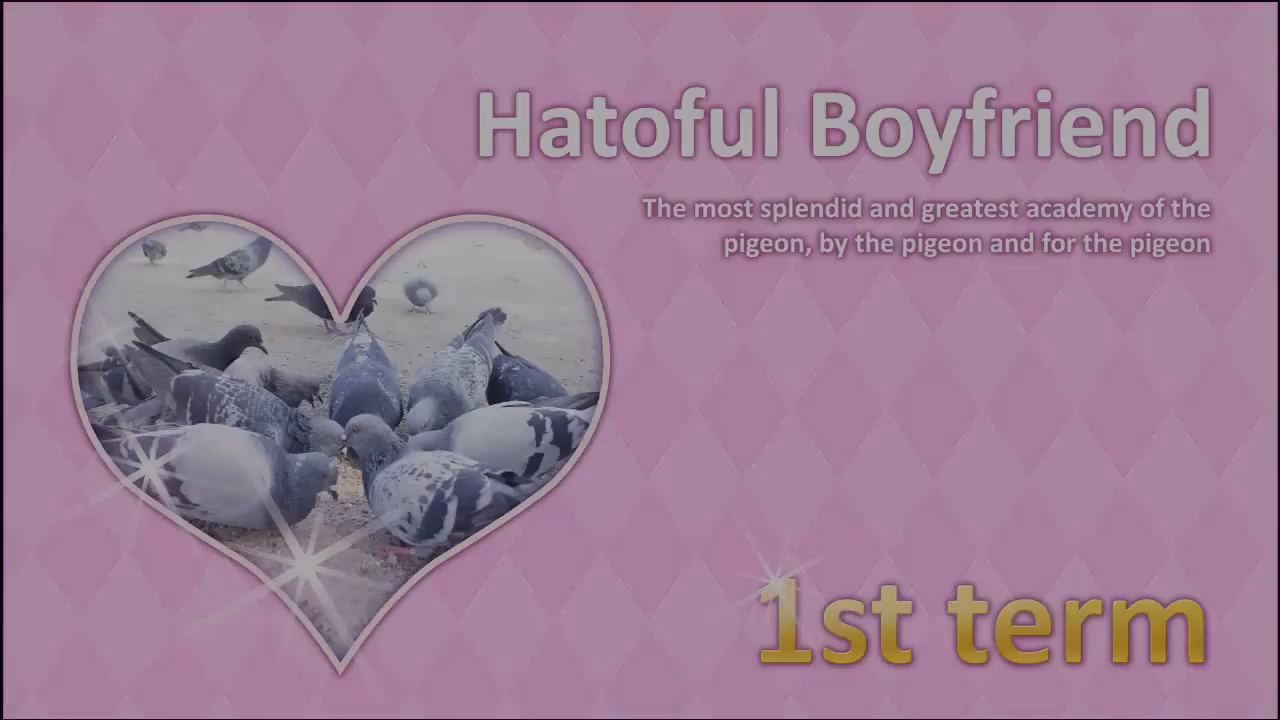 Hatoful Boyfriend
The most splendid and greatest academy of the
pigeon, by the pigeon and for the pigeon
1st term